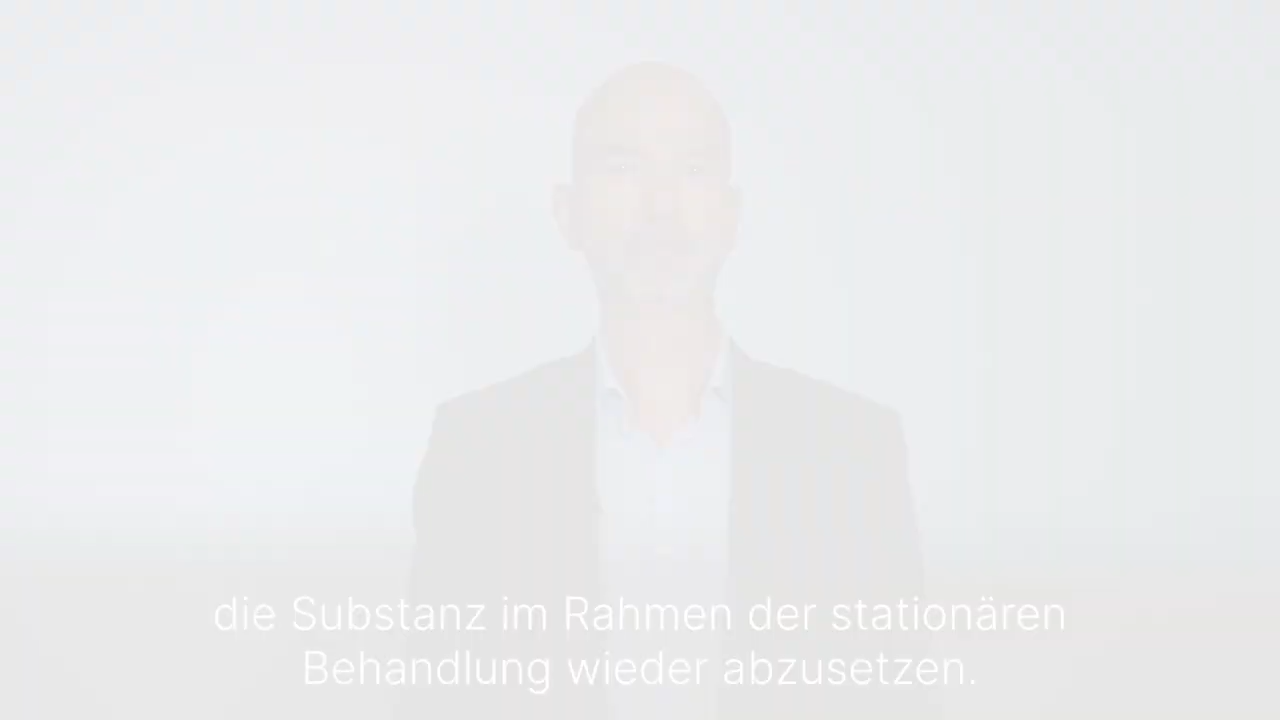 die Substanz im Rahmen der stationären
Behandlung wieder abzusetzen.